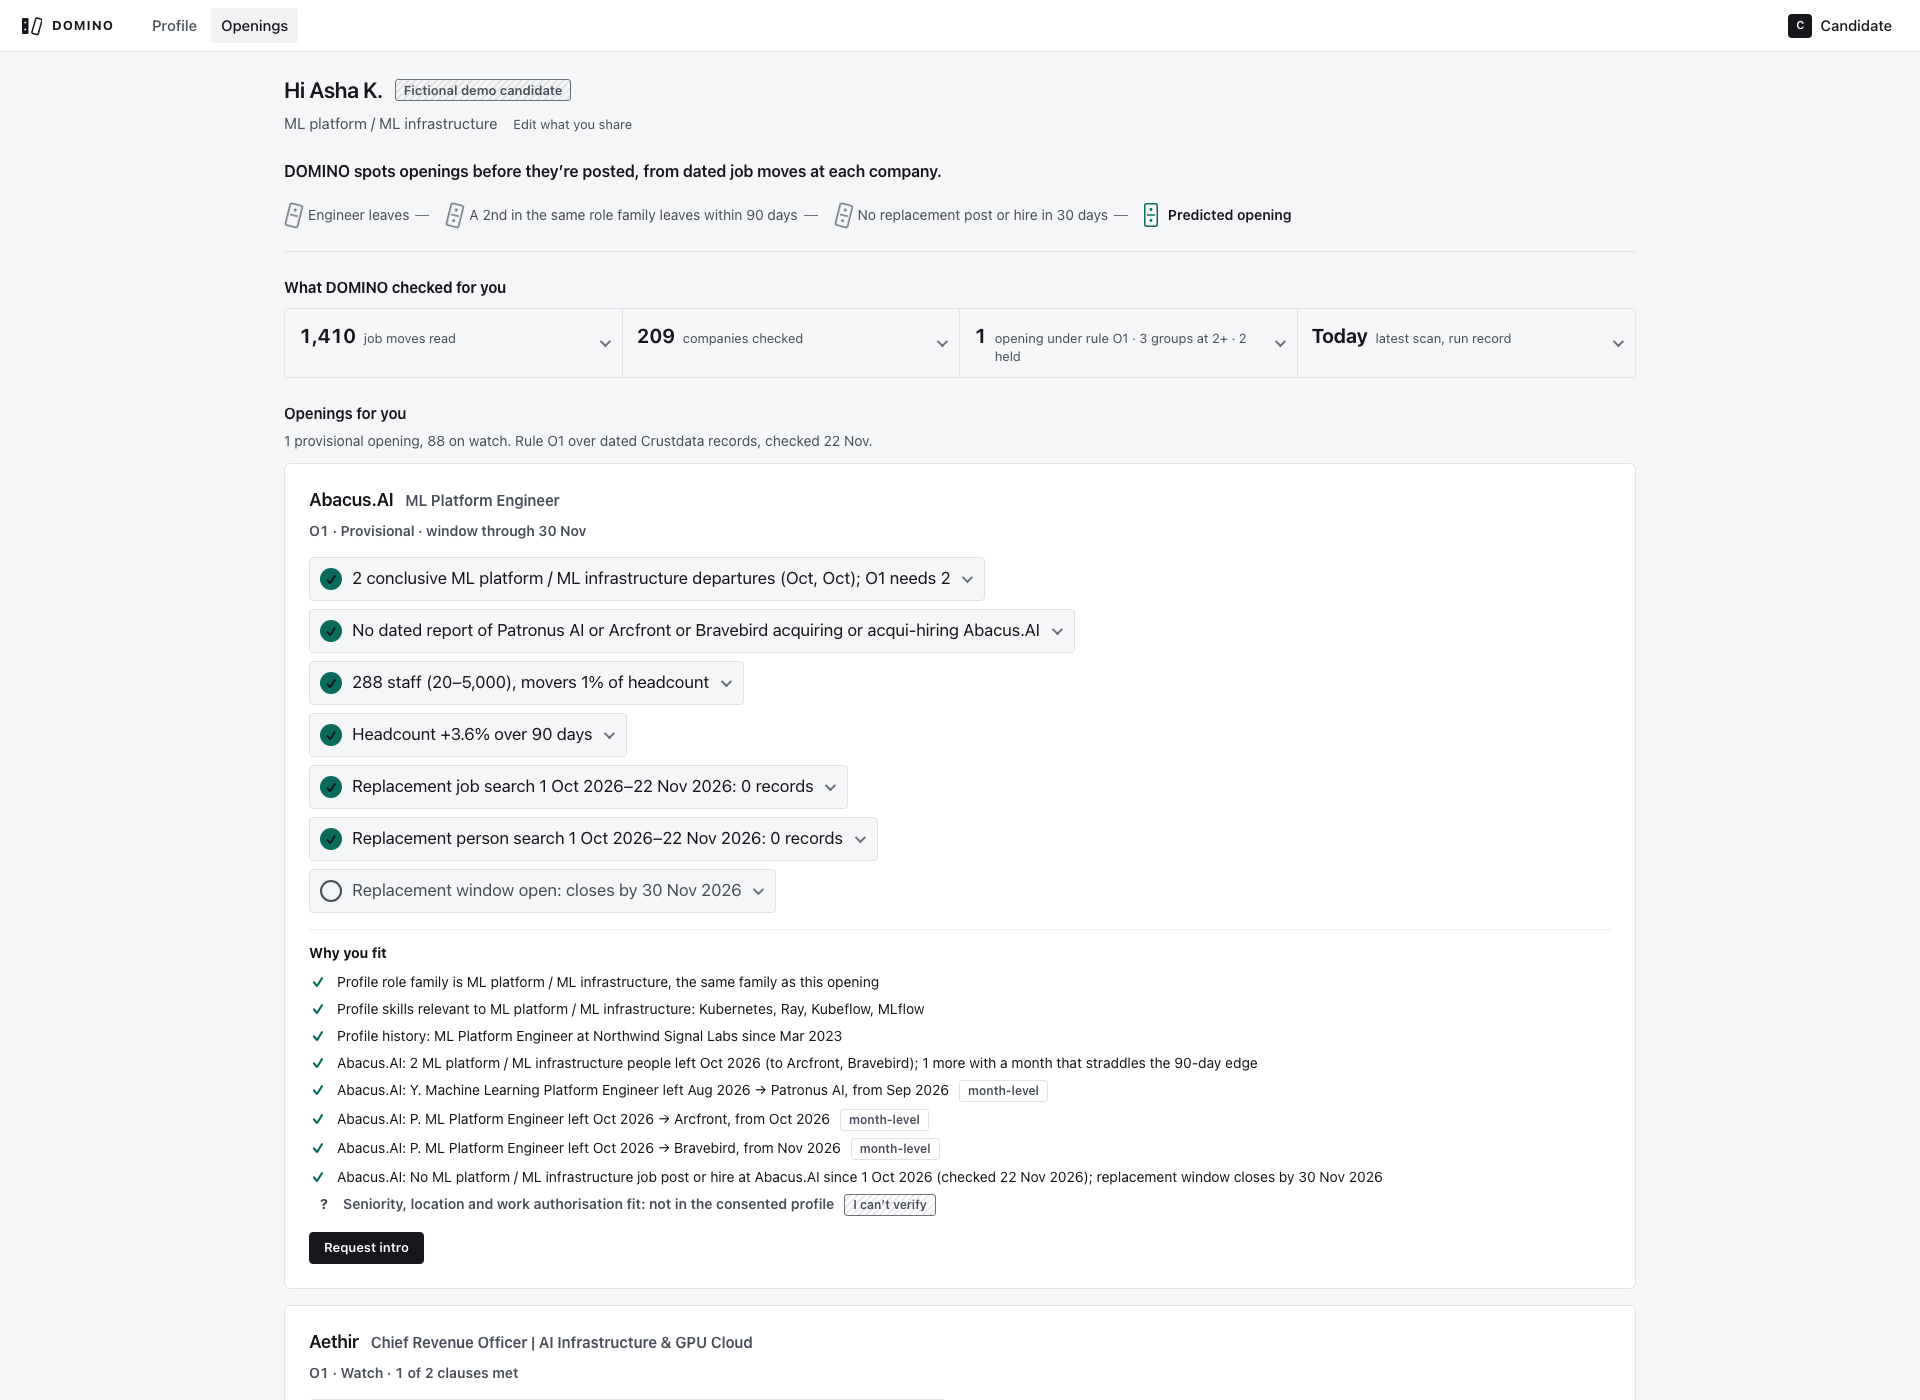 DOMINO
Profile
Openings
C
Candidate
Hi Asha K.
Fictional demo candidate
ML platform / ML infrastructure
Edit what you share
DOMINO spots openings before they’re posted, from dated job moves at each company.
Engineer leaves —
A 2nd in the same role family leaves within 90 days —
No replacement post or hire in 30 days —
Predicted opening
What DOMINO checked for you
1,410 job moves read
209 companies checked
1 opening under rule O1 · 3 groups at 2+ · 2
held
Today latest scan, run record
Openings for you
1 provisional opening, 88 on watch. Rule O1 over dated Crustdata records, checked 22 Nov.
Abacus.AI ML Platform Engineer
O1 · Provisional · window through 30 Nov
2 conclusive ML platform / ML infrastructure departures (Oct, Oct); O1 needs 2
No dated report of Patronus AI or Arcfront or Bravebird acquiring or acqui-hiring Abacus.AI
288 staff (20–5,000), movers 1% of headcount
Headcount +3.6% over 90 days
Replacement job search 1 Oct 2026–22 Nov 2026: 0 records
Replacement person search 1 Oct 2026–22 Nov 2026: 0 records
Replacement window open: closes by 30 Nov 2026
Why you fit
Profile role family is ML platform / ML infrastructure, the same family as this opening
Profile skills relevant to ML platform / ML infrastructure: Kubernetes, Ray, Kubeflow, MLflow
Profile history: ML Platform Engineer at Northwind Signal Labs since Mar 2023
Abacus.AI: 2 ML platform / ML infrastructure people left Oct 2026 (to Arcfront, Bravebird); 1 more with a month that straddles the 90-day edge
Abacus.AI: Y. Machine Learning Platform Engineer left Aug 2026 → Patronus AI, from Sep 2026 month-level
Abacus.AI: P. ML Platform Engineer left Oct 2026 → Arcfront, from Oct 2026 month-level
Abacus.AI: P. ML Platform Engineer left Oct 2026 → Bravebird, from Nov 2026 month-level
Abacus.AI: No ML platform / ML infrastructure job post or hire at Abacus.AI since 1 Oct 2026 (checked 22 Nov 2026); replacement window closes by 30 Nov 2026
? Seniority, location and work authorisation fit: not in the consented profile I can’t verify
Request intro
Aethir Chief Revenue Officer | AI Infrastructure & GPU Cloud
O1 · Watch · 1 of 2 clauses met